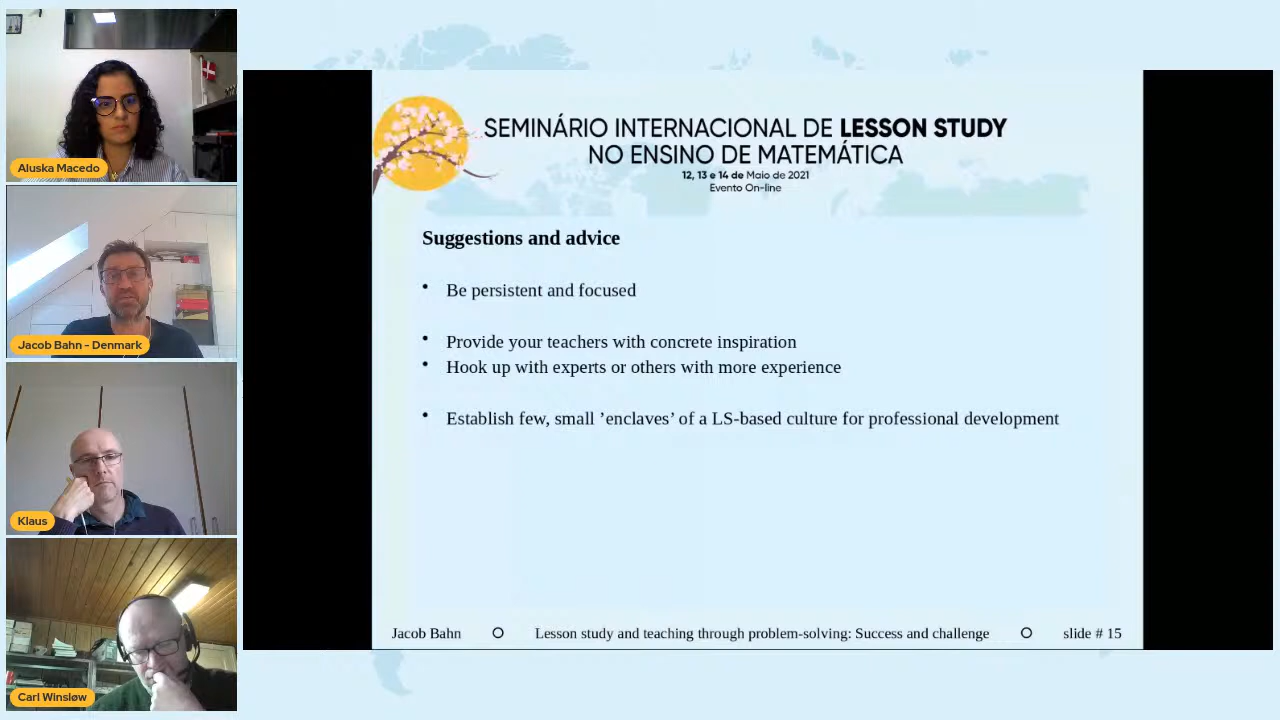 Aluska Macedo
Jacob Bahn - Denmark
Klaus
Carl Winsløw
SEMINÁRIO INTERNACIONAL DE LESSON STUDY
NO ENSINO DE MATEMÁTICA
12, 13 e 14 de Maio de 2021
Evento On-line
Suggestions and advice
• Be persistent and focused
• Provide your teachers with concrete inspiration
• Hook up with experts or others with more experience
• Establish few, small ’enclaves’ of a LS-based culture for professional development
Jacob Bahn O Lesson study and teaching through problem-solving: Success and challenge O slide # 15